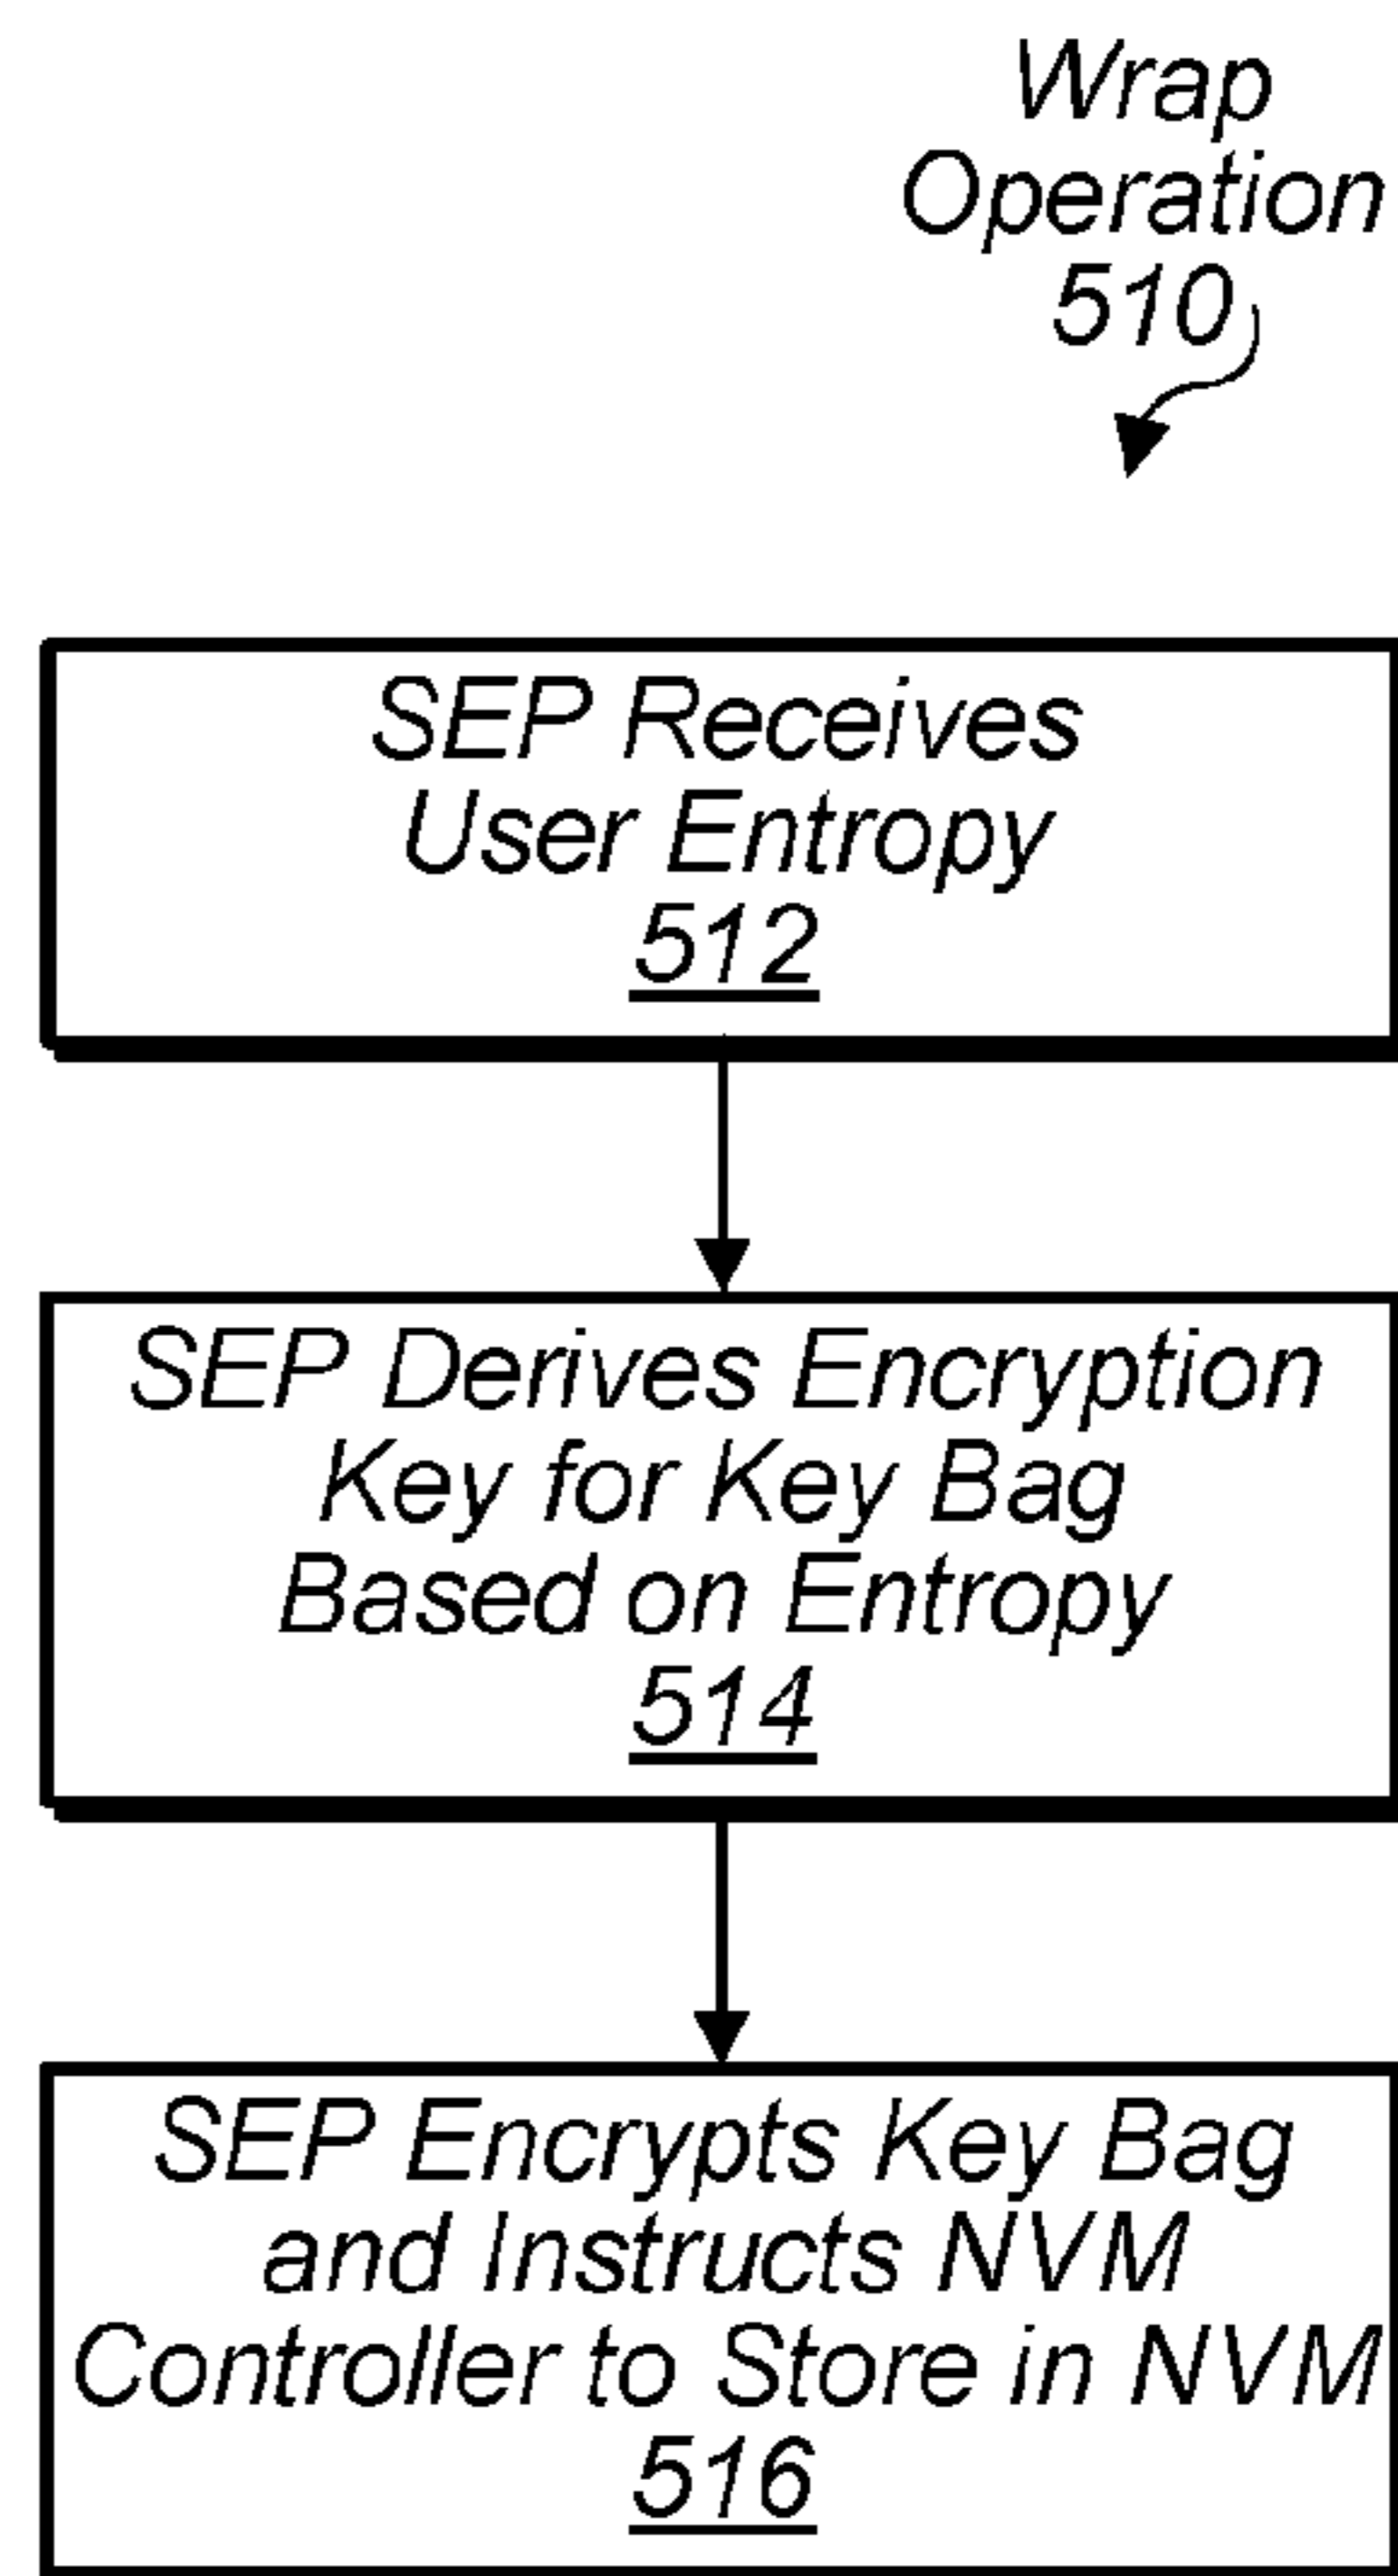 Wrap
Operation
510
SEP Receives
User Entropy
512
SEP Derives Encryption
Key for Key Bag
Based on Entropy
514
SEP Encrypts Key Bag
and Instructs NVM
Controller to Store in NVM
516